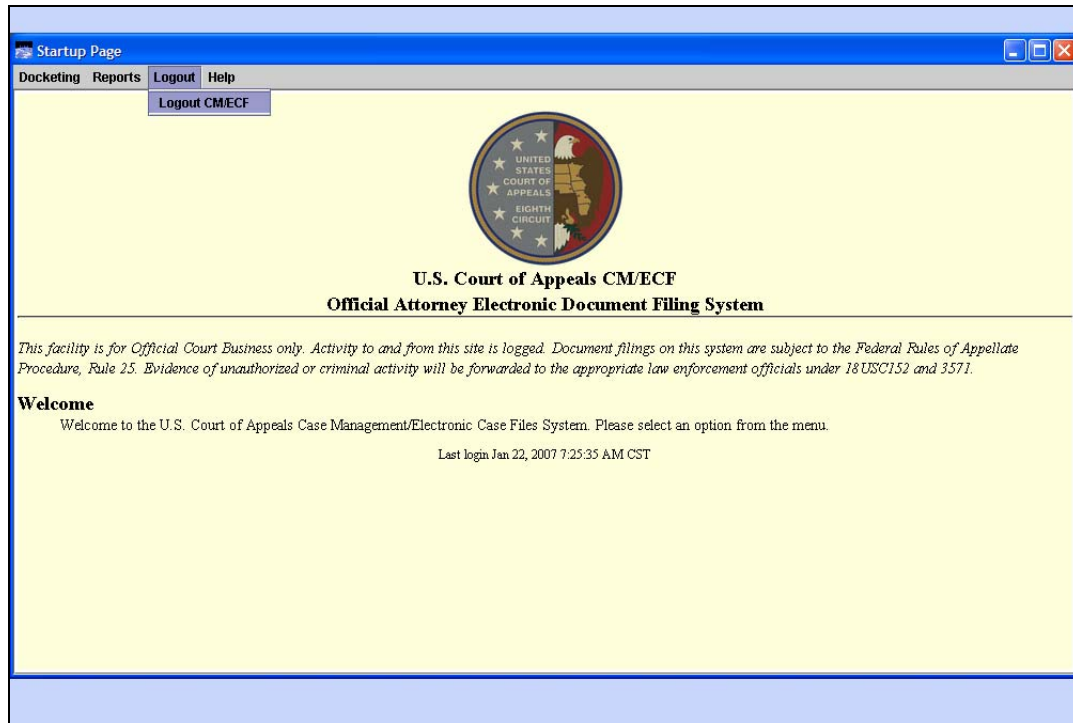 Startup Page
Docketing Reports Logout Help
Logout CM/ECF
UNITED
STATES
COURT OF
APPEALS
EIGHTH
CIRCUIT
U.S. Court of Appeals CM/ECF
Official Attorney Electronic Document Filing System
This facility is for Official Court Business only. Activity to and from this site is logged. Document filings on this system are subject to the Federal Rules of Appellate
Procedure, Rule 25. Evidence of unauthorized or criminal activity will be forwarded to the appropriate law enforcement officials under 18USC152 and 3571.
Welcome
Welcome to the U.S. Court of Appeals Case Management/Electronic Case Files System. Please select an option from the menu.
Last login Jan 22, 2007 7:25:35 AM CST